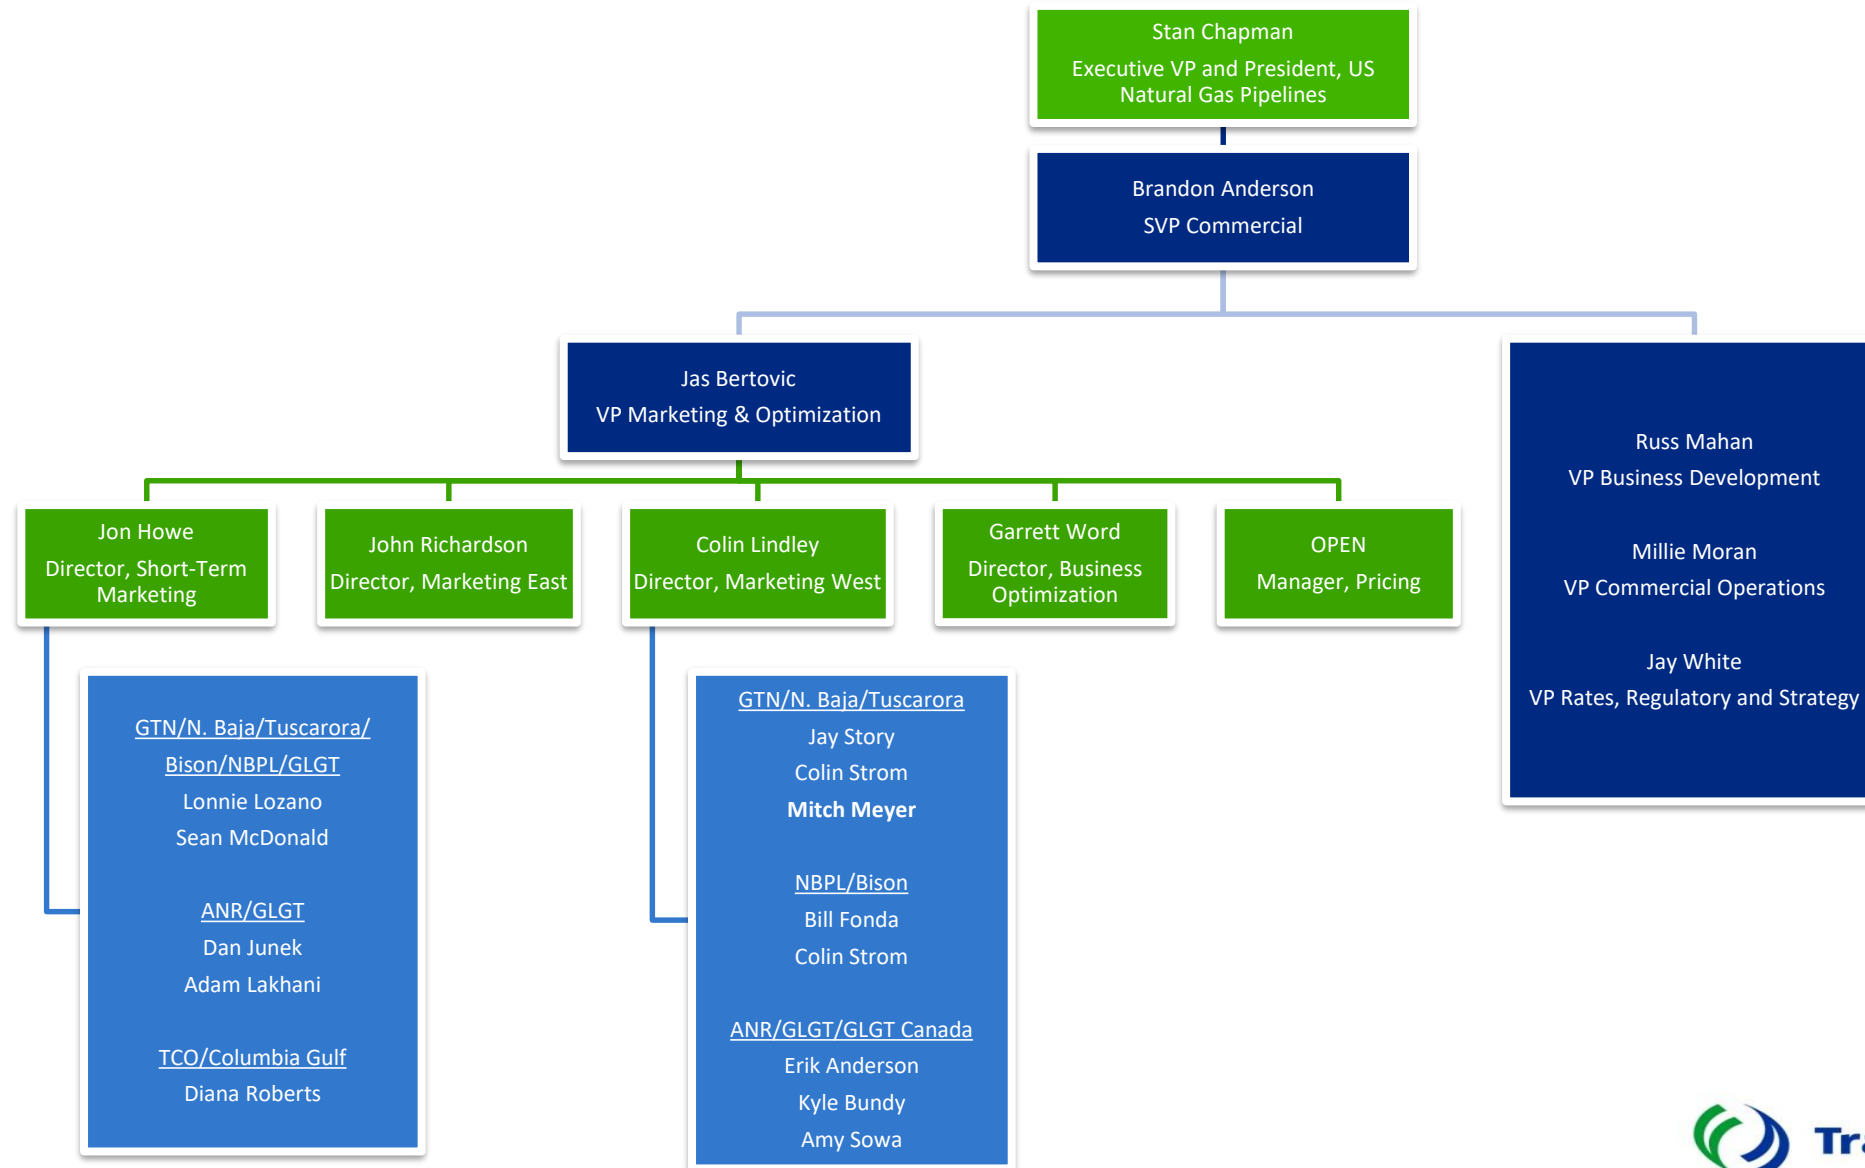 Stan Chapman
Executive VP and President, US
Natural Gas Pipelines
Brandon Anderson
SVP Commercial
Jas Bertovic
VP Marketing & Optimization
Russ Mahan
VP Business Development
Millie Moran
VP Commercial Operations
Jay White
VP Rates, Regulatory and Strategy
Jon Howe
Director, Short-Term
Marketing
John Richardson
Director, Marketing East
Colin Lindley
Director, Marketing West
Garrett Word
Director, Business
Optimization
OPEN
Manager, Pricing
GTN/N. Baja/Tuscarora/
Bison/NBPL/GLGT
Lonnie Lozano
Sean McDonald
ANR/GLGT
Dan Junek
Adam Lakhani
TCO/Columbia Gulf
Diana Roberts
GTN/N. Baja/Tuscarora
Jay Story
Colin Strom
Mitch Meyer
NBPL/Bison
Bill Fonda
Colin Strom
ANR/GLGT/GLGT Canada
Erik Anderson
Kyle Bundy
Amy Sowa